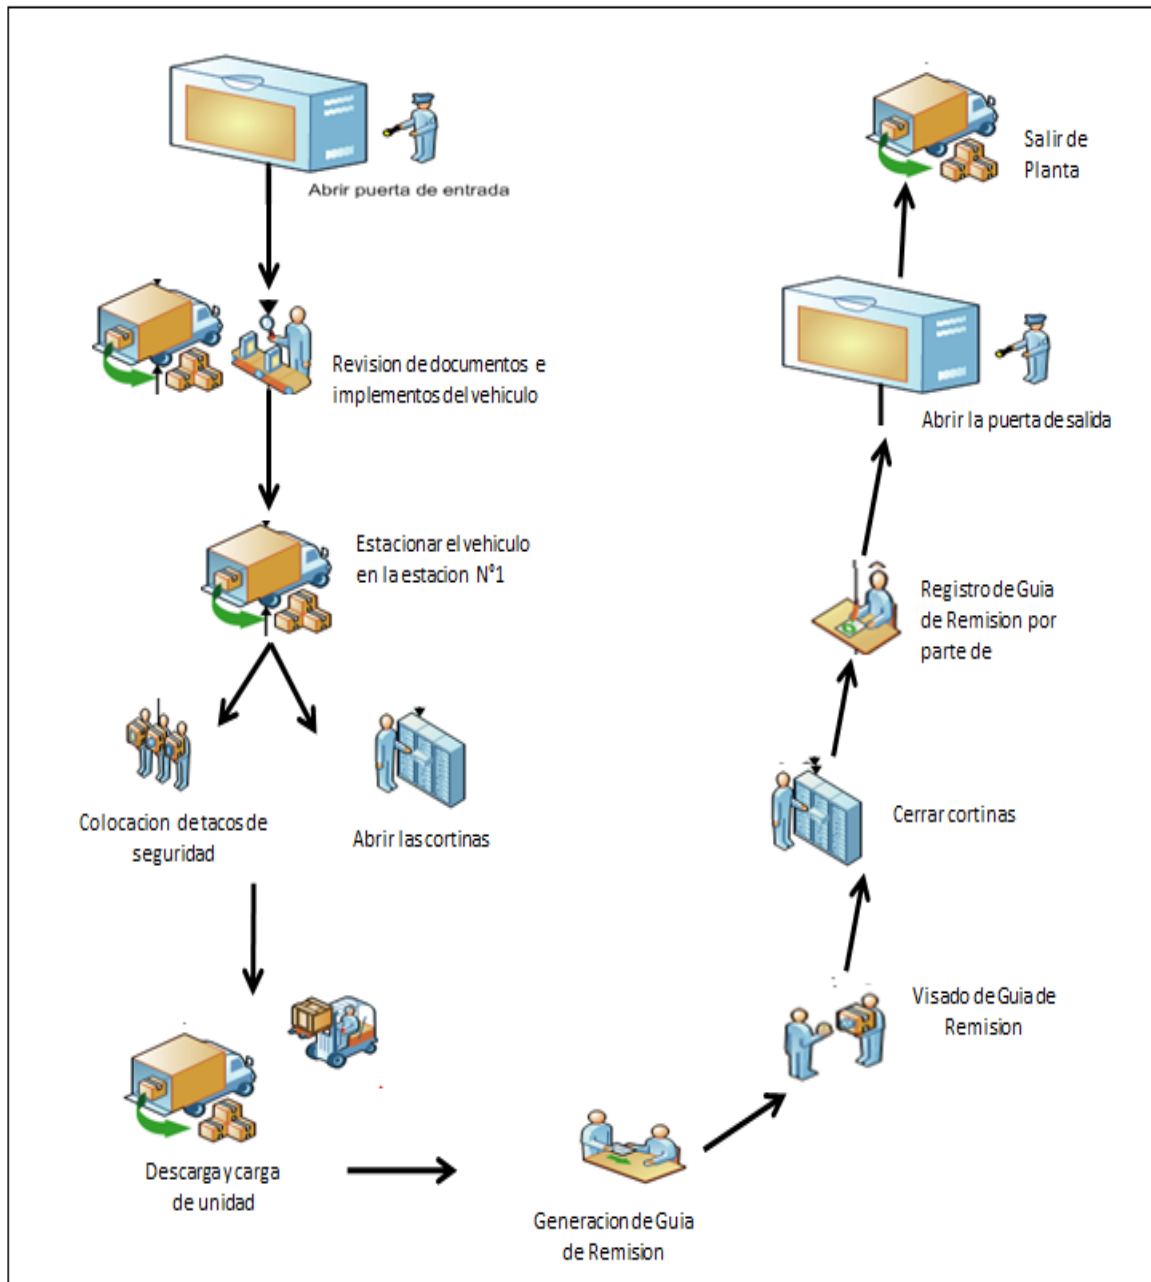 Abrir puerta de entrada
Revision de documentos e
implementos del vehiculo
Estacionar el vehiculo
en la estacion N°1
Colocacion de tacos de
seguridad
Abrir las cortinas
Descarga y carga
de unidad
Generacion de Guia
de Remision
Visado de Guia de
Remision
Cerrar cortinas
Registro de Guia
de Remision por
parte de
Abrir la puerta de salida
Salir de
Planta